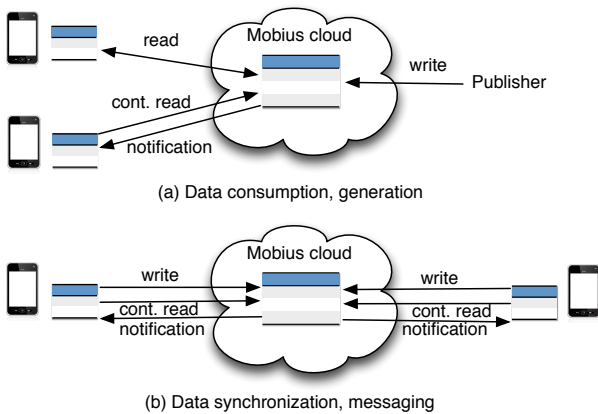 Mobius cloud
read
write
Publisher
cont. read
notification
(a) Data consumption, generation
Mobius cloud
write
write
cont. read
cont. read
notification
notification
(b) Data synchronization, messaging